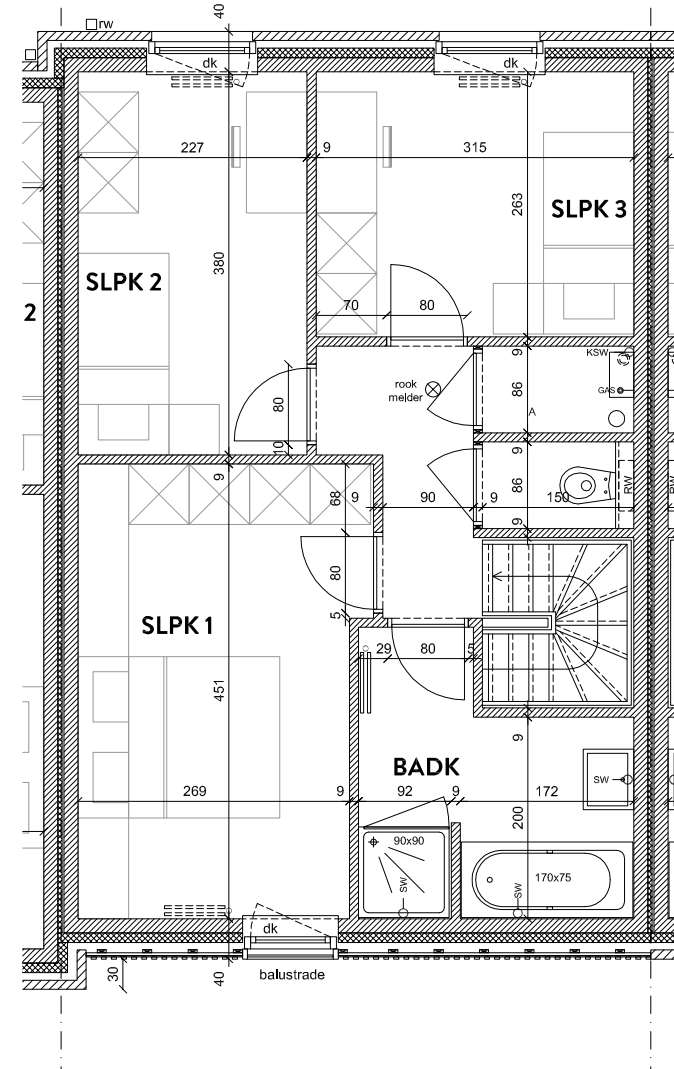 40
rw
dk
dk
227
9
315
263
SLPK 3
380
SLPK 2
2
70
80
9
KSW
rook
melder
86
GAS
A
80
10
9
9
68
9
90
9
86
150
RW
RW
9
80
5
SLPK 1
29
80
5
451
9
BADK
SW
269
9
92
9
172
200
90x90
170x75
SW
SW
dk
balustrade
30
40